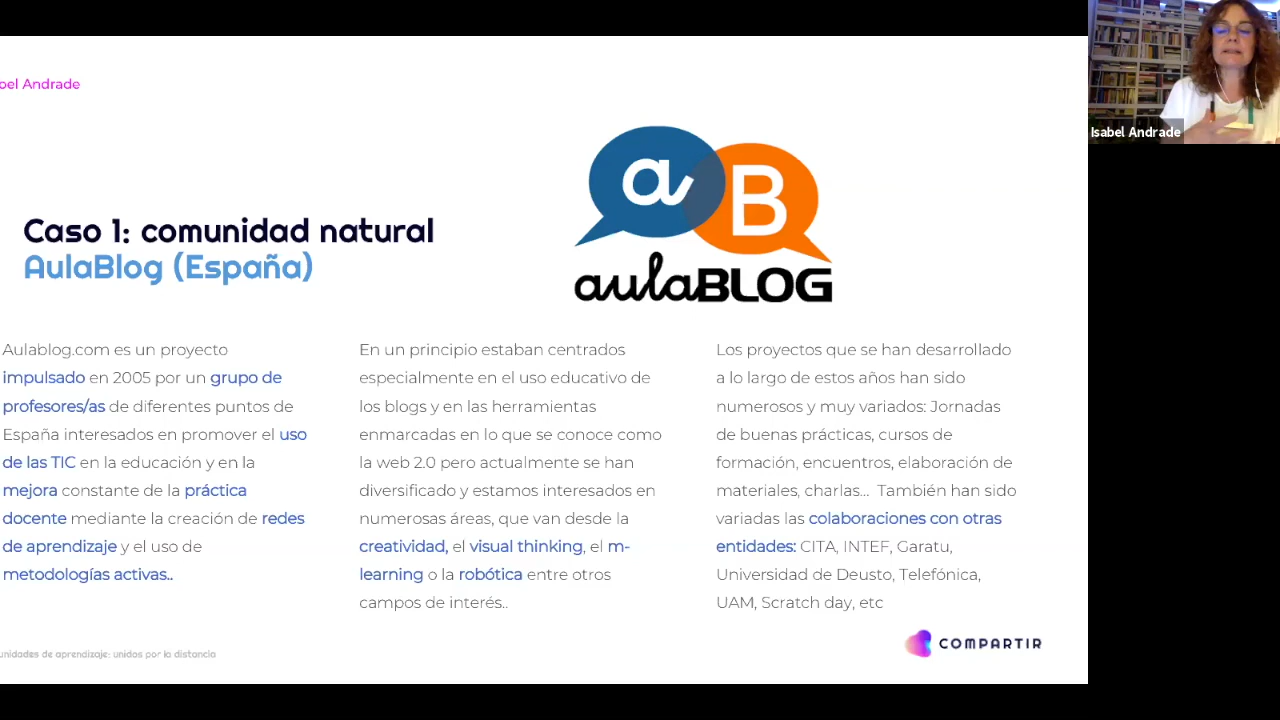 bel Andrade
Isabel Andrade
a B
aulaBLOG
Caso 1: comunidad natural
AulaBlog (España)
Aulablog.com es un proyecto
impulsado en 2005 por un grupo de
profesores/as de diferentes puntos de
España interesados en promover el uso
de las TIC en la educación y en la
mejora constante de la práctica
docente mediante la creación de redes
de aprendizaje y el uso de
metodologías activas..
En un principio estaban centrados
especialmente en el uso educativo de
los blogs y en las herramientas
enmarcadas en lo que se conoce como
la web 2.0 pero actualmente se han
diversificado y estamos interesados en
numerosas áreas, que van desde la
creatividad, el visual thinking, el m-
learning o la robótica entre otros
campos de interés..
Los proyectos que se han desarrollado
a lo largo de estos años han sido
numerosos y muy variados: Jornadas
de buenas prácticas, cursos de
formación, encuentros, elaboración de
materiales, charlas... También han sido
variadas las colaboraciones con otras
entidades: CITA, INTEF, Garatu,
Universidad de Deusto, Telefónica,
UAM, Scratch day, etc
unidades de aprendizaje: unidos por la distancia
COMPARTIR